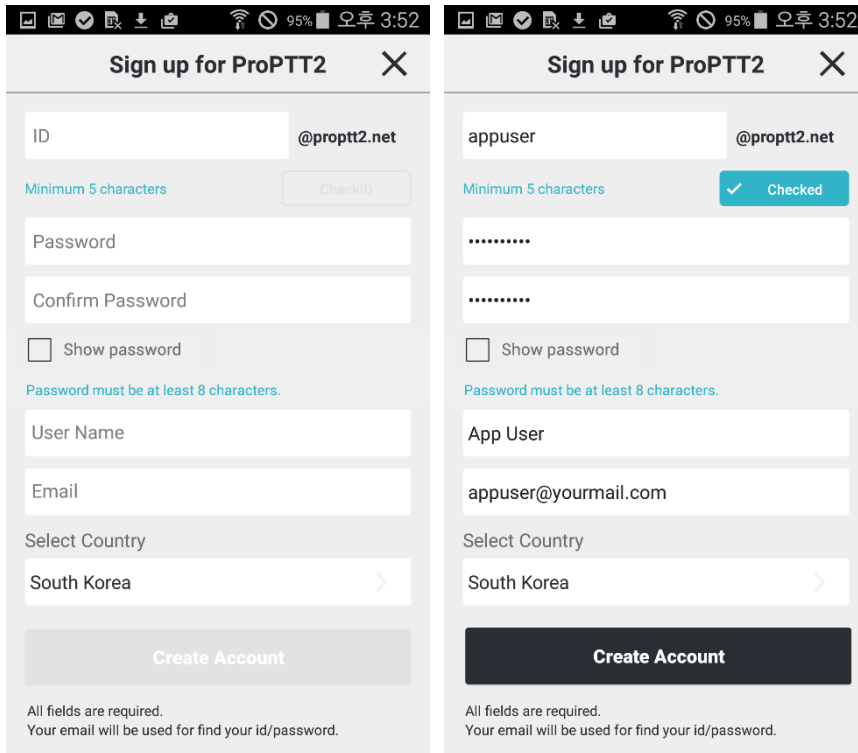 95% 오후 3:52
Sign up for ProPTT2
ID @proptt2.net
Minimum 5 characters CheckID
Password
Confirm Password
Show password
Password must be at least 8 characters.
User Name
Email
Select Country
South Korea
Create Account
All fields are required.
Your email will be used for find your id/password.
95% 오후 3:52
Sign up for ProPTT2
appuser @proptt2.net
Minimum 5 characters Checked
••••••••••
••••••••••
Show password
Password must be at least 8 characters.
App User
appuser@yourmail.com
Select Country
South Korea
Create Account
All fields are required.
Your email will be used for find your id/password.